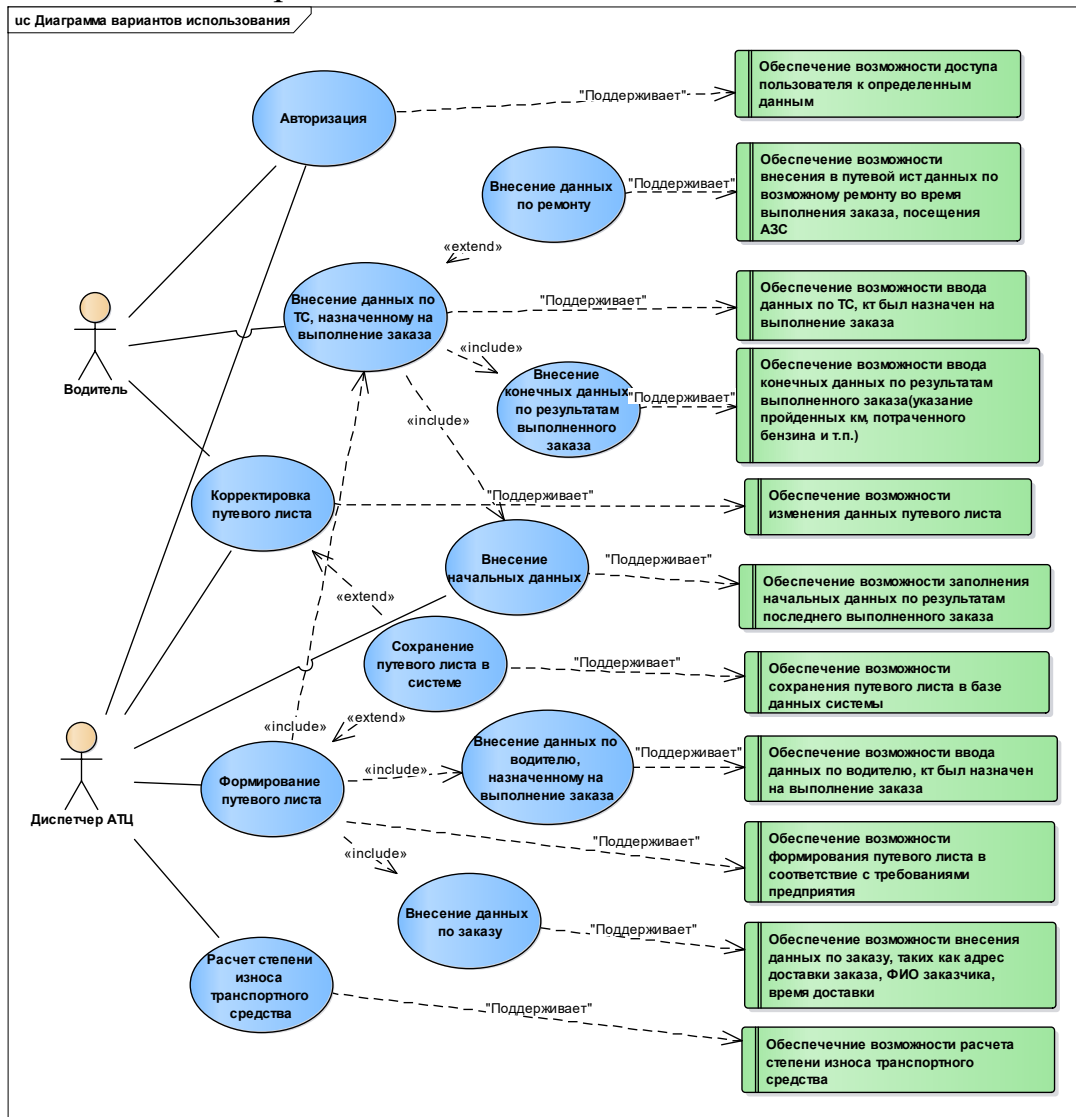 uc Диаграмма вариантов использования
Авторизация
"Поддерживает"
Обеспечение возможности доступа
пользователя к определенным
данным
Внесение данных
по ремонту
"Поддерживает"
Обеспечение возможности
внесения в путевой ист данных по
возможному ремонту во время
выполнения заказа, посещения
АЗС
«extend»
Внесение данных по
ТС, назначенному на
выполнение заказа
"Поддерживает"
Обеспечение возможности ввода
данных по ТС, кт был назначен на
выполнение заказа
Водитель
«include»
Внесение
конечных данных
по результатам
выполненного
заказа
"Поддерживает"
Обеспечение возможности ввода
конечных данных по результатам
выполненного заказа(указание
пройденных км, потраченного
бензина и т.п.)
«include»
Корректировка
путевого листа
"Поддерживает"
Обеспечение возможности
изменения данных путевого листа
Внесение
начальных данных
"Поддерживает"
Обеспечение возможности заполнения
начальных данных по результатам
последнего выполненного заказа
«extend»
Сохранение
путевого листа в
системе
"Поддерживает"
Обеспечение возможности
сохранения путевого листа в базе
данных системы
«include»
«extend»
Диспетчер АТЦ
Формирование
путевого листа
«include»
Внесение данных по
водителю,
назначенному на
выполнение заказа
"Поддерживает"
Обеспечение возможности ввода
данных по водителю, кт был назначен
на выполнение заказа
"Поддерживает"
Обеспечение возможности
формирования путевого листа в
соответствие с требованиями
предприятия
«include»
Внесение данных
по заказу
"Поддерживает"
Обеспечение возможности внесения
данных по заказу, таких как адрес
доставки заказа, ФИО заказчика,
время доставки
Расчет степени
износа
транспортного
средства
"Поддерживает"
Обеспечечние возможности расчета
степени износа транспортного
средства